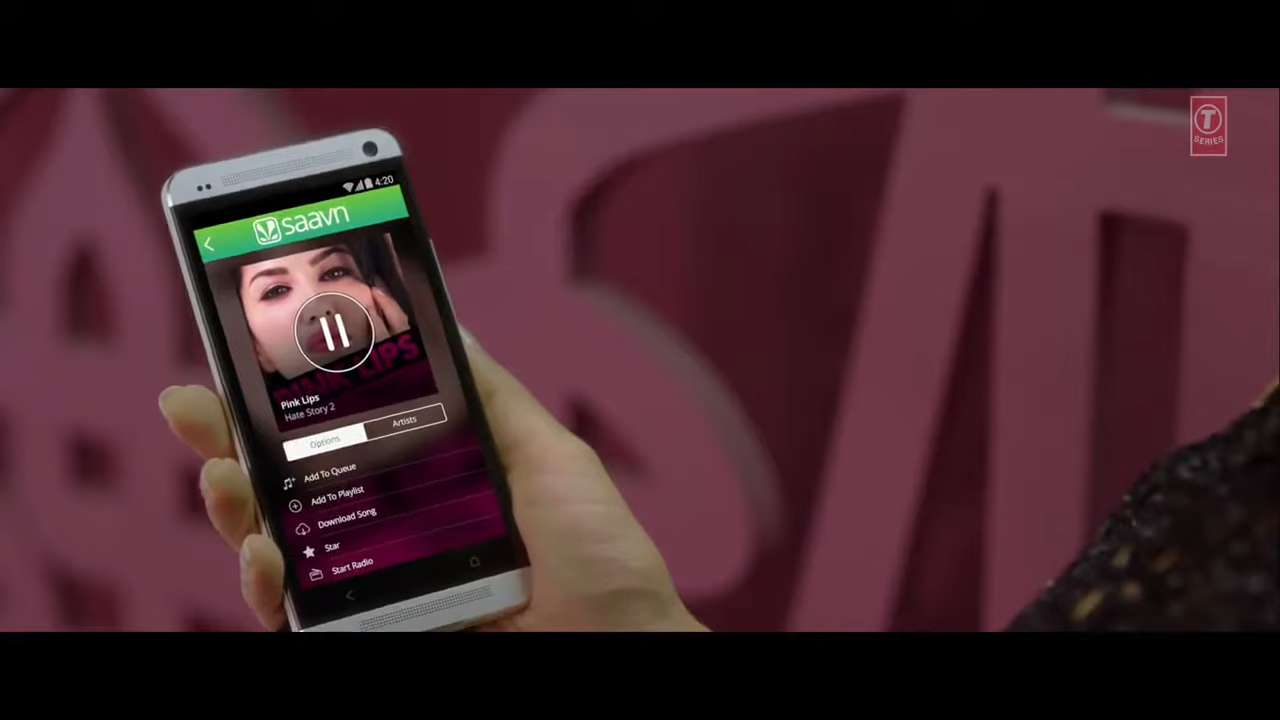 T
SERIES
4:20
saavn
PINK LIPS
Pink Lips
Hate Story 2
Options
Artists
Add To Queue
Add To Playlist
Download Song
Star
Start Radio